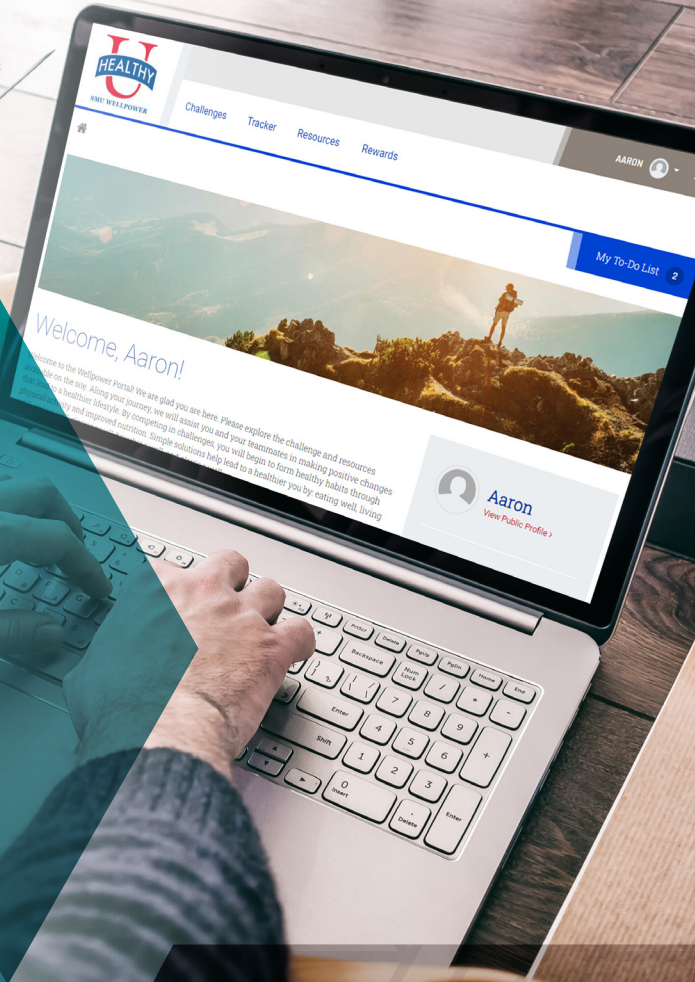 HEALTHY
U
SMU WELLPOWER
Challenges
Tracker
Resources
Rewards
AARON
My To-Do List 2
Welcome, Aaron!
Welcome to the Wellpower Portal! We are glad you are here. Please explore the challenge and resources
available on the site. Along your journey, we will assist you and your teammates in making positive changes
that lead to a healthier lifestyle. By competing in challenges, you will begin to form healthy habits through
physical activity and improved nutrition. Simple solutions help lead to a healthier you by: eating well, living
Aaron
View Public Profile >
PrtScr
Delete
PgUp
PgDn
Home
End
Backspace
Num
Lock
/
*
-
7
8
9
+
Enter
4
5
6
Shift
1
2
3
Enter
0
Insert
.
Delete